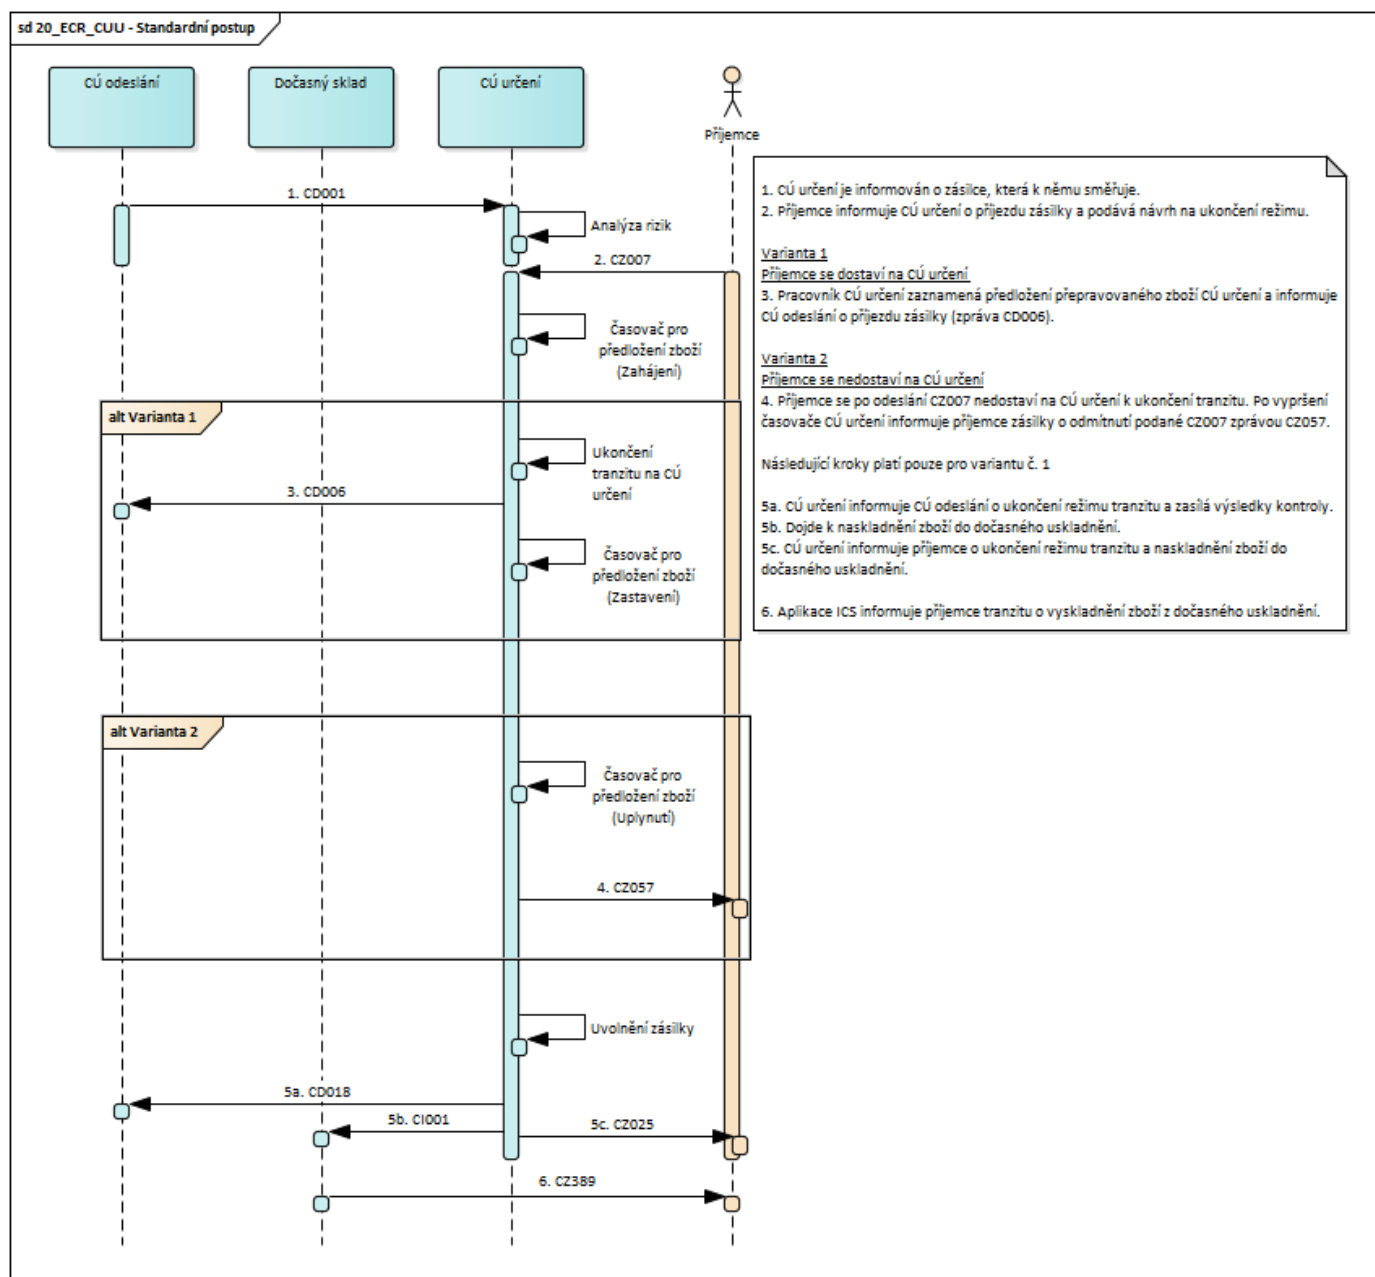 sd 20_ECR_CUU - Standardní postup
CÚ odeslání
Dočasný sklad
CÚ určení
Příjemce
1. CD001
Analýza rizik
2. CZ007
Časovač pro
předložení zboží
(Zahájení)
alt Varianta 1
Ukončení
tranzitu na CÚ
určení
3. CD006
Časovač pro
předložení zboží
(Zastavení)
alt Varianta 2
Časovač pro
předložení zboží
(Uplynutí)
4. CZ057
Uvolnění zásilky
5a. CD018
5b. CI001
5c. CZ025
6. CZ389
1. CÚ určení je informován o zásilce, která k němu směřuje.
2. Příjemce informuje CÚ určení o příjezdu zásilky a podává návrh na ukončení režimu.
Varianta 1
Příjemce se dostaví na CÚ určení
3. Pracovník CÚ určení zaznamená předložení přepravovaného zboží CÚ určení a informuje
CÚ odeslání o příjezdu zásilky (zpráva CD006).
Varianta 2
Příjemce se nedostaví na CÚ určení
4. Příjemce se po odeslání CZ007 nedostaví na CÚ určení k ukončení tranzitu. Po vypršení
časovače CÚ určení informuje příjemce zásilky o odmítnutí podané CZ007 zprávou CZ057.
Následující kroky platí pouze pro variantu č. 1
5a. CÚ určení informuje CÚ odeslání o ukončení režimu tranzitu a zasílá výsledky kontroly.
5b. Dojde k naskladnění zboží do dočasného uskladnění.
5c. CÚ určení informuje příjemce o ukončení režimu tranzitu a naskladnění zboží do
dočasného uskladnění.
6. Aplikace ICS informuje příjemce tranzitu o vyskladnění zboží z dočasného uskladnění.